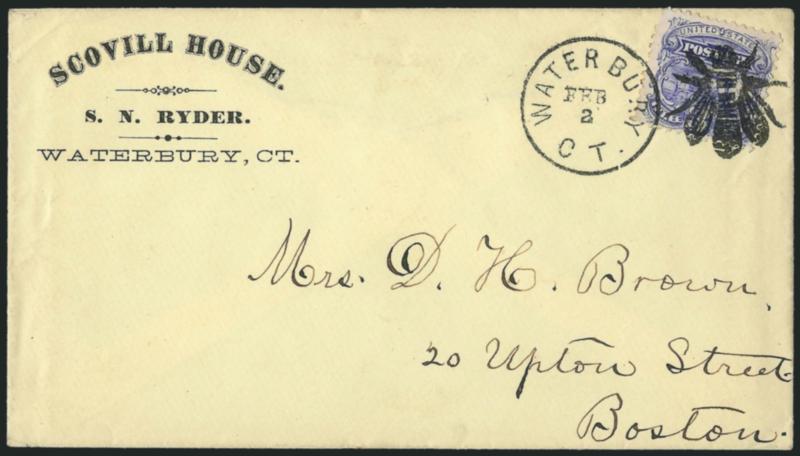 SCOVILL HOUSE.
S. N. RYDER.
WATERBURY, CT.
WATERBURY
FEB
2
CT.
UNITED STATES
POSTAGE
Mrs. D. H. Brown,
20 Upton Street
Boston.